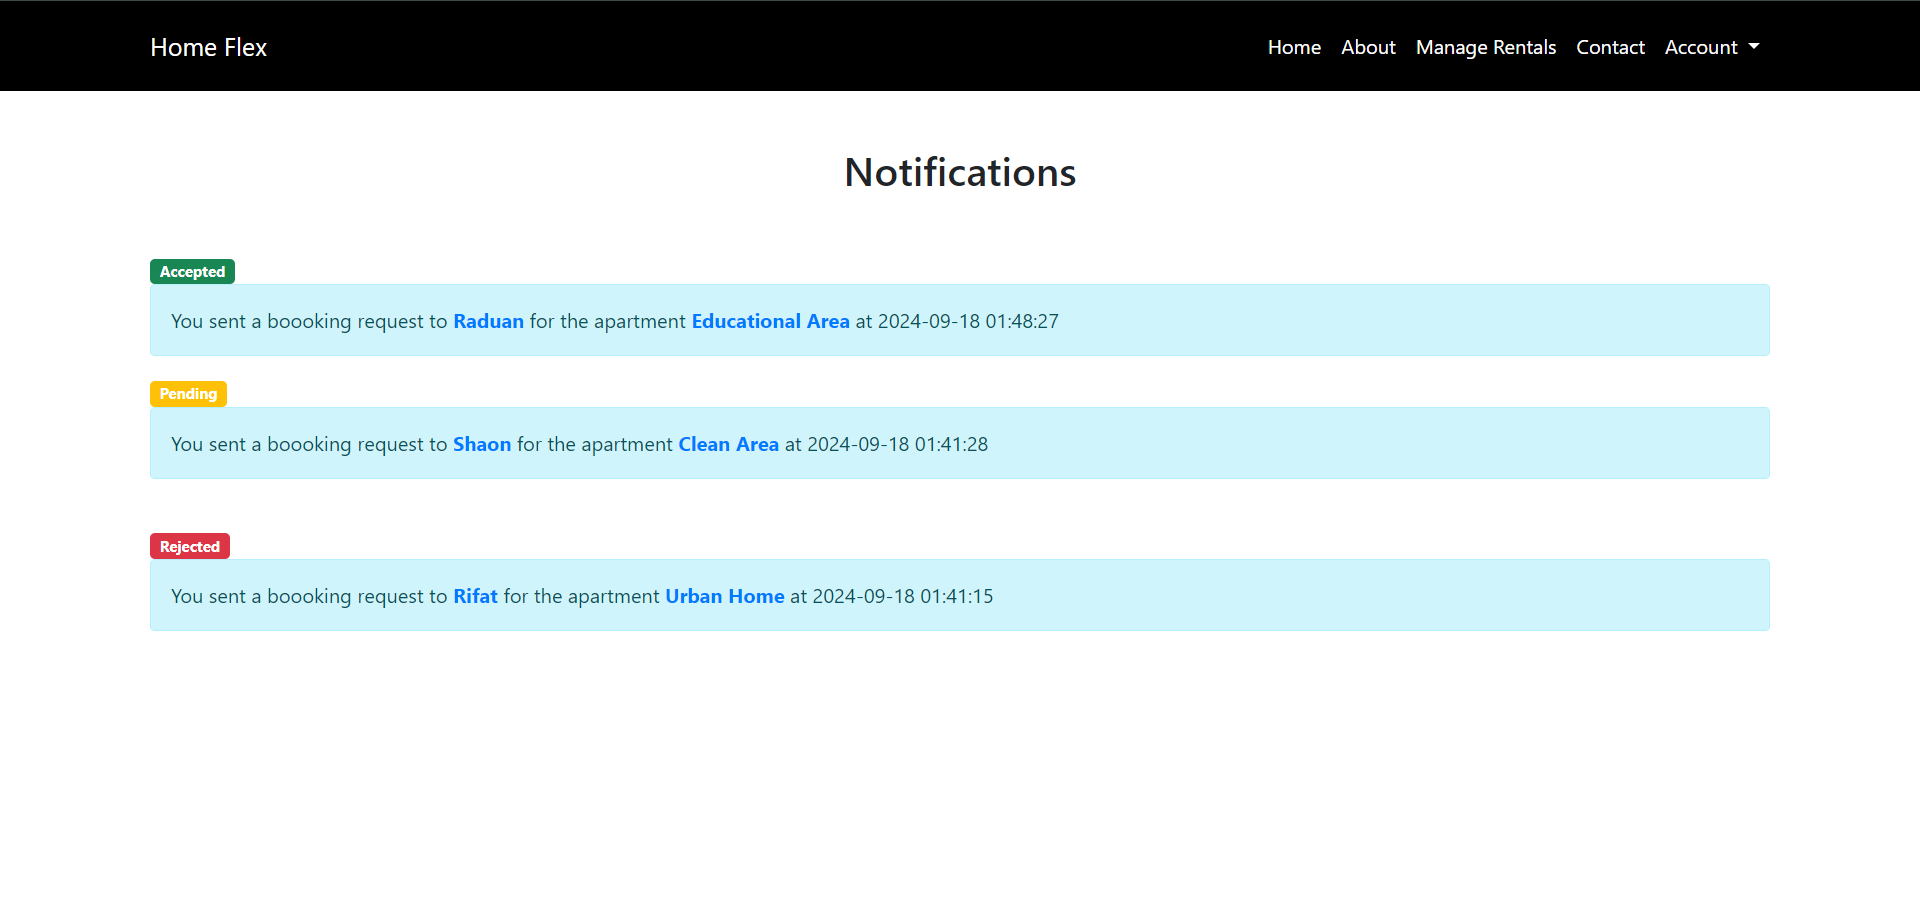 Home Flex
Home About Manage Rentals Contact Account
Notifications
Accepted
You sent a boooking request to Raduan for the apartment Educational Area at 2024-09-18 01:48:27
Pending
You sent a boooking request to Shaon for the apartment Clean Area at 2024-09-18 01:41:28
Rejected
You sent a boooking request to Rifat for the apartment Urban Home at 2024-09-18 01:41:15